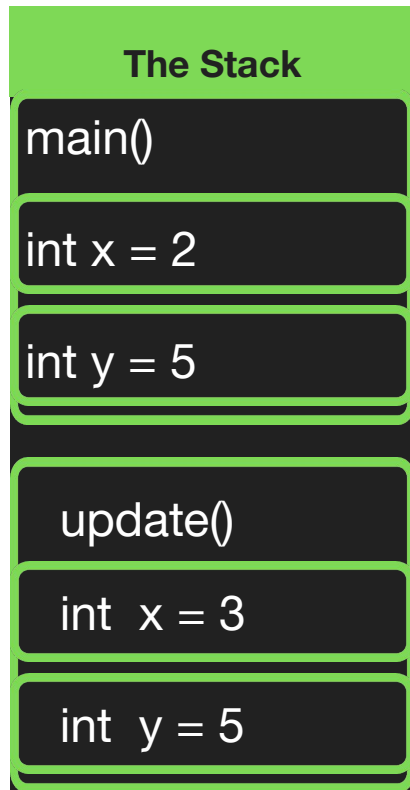 The Stack
main()
int x = 2
int y = 5
update()
int  x = 3
int  y = 5